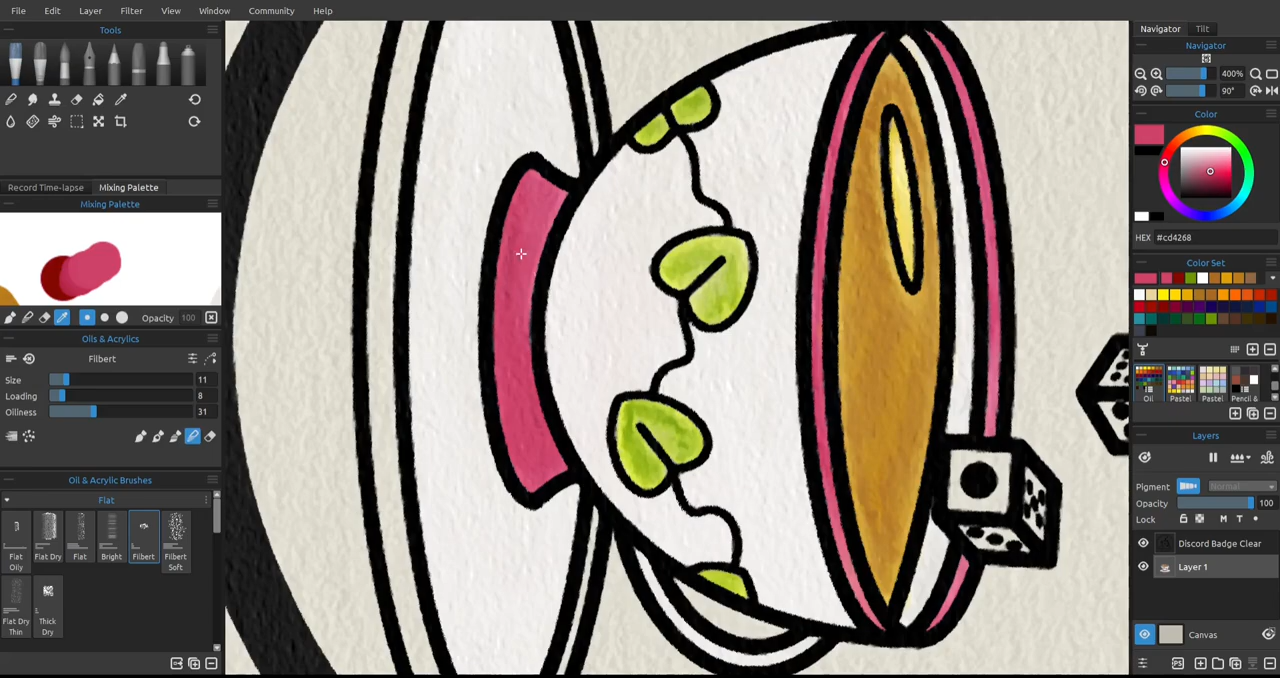 File Edit Layer Filter View Window Community Help
Tools
Record Time-lapse Mixing Palette
Mixing Palette
Opacity 100
Oils & Acrylics
Filbert
Size 11
Loading 8
Oiliness 31
Oil & Acrylic Brushes
Flat
Flat Oily
Flat Dry
Flat
Bright
Filbert
Filbert Soft
Flat Dry Thin
Thick Dry
Navigator Tilt
Navigator
400%
90°
Color
HEX #cd4268
Color Set
Oil Pastel Pastel Pencil &
Layers
Pigment Normal
Opacity 100
Lock M T
Discord Badge Clear
Layer 1
Canvas